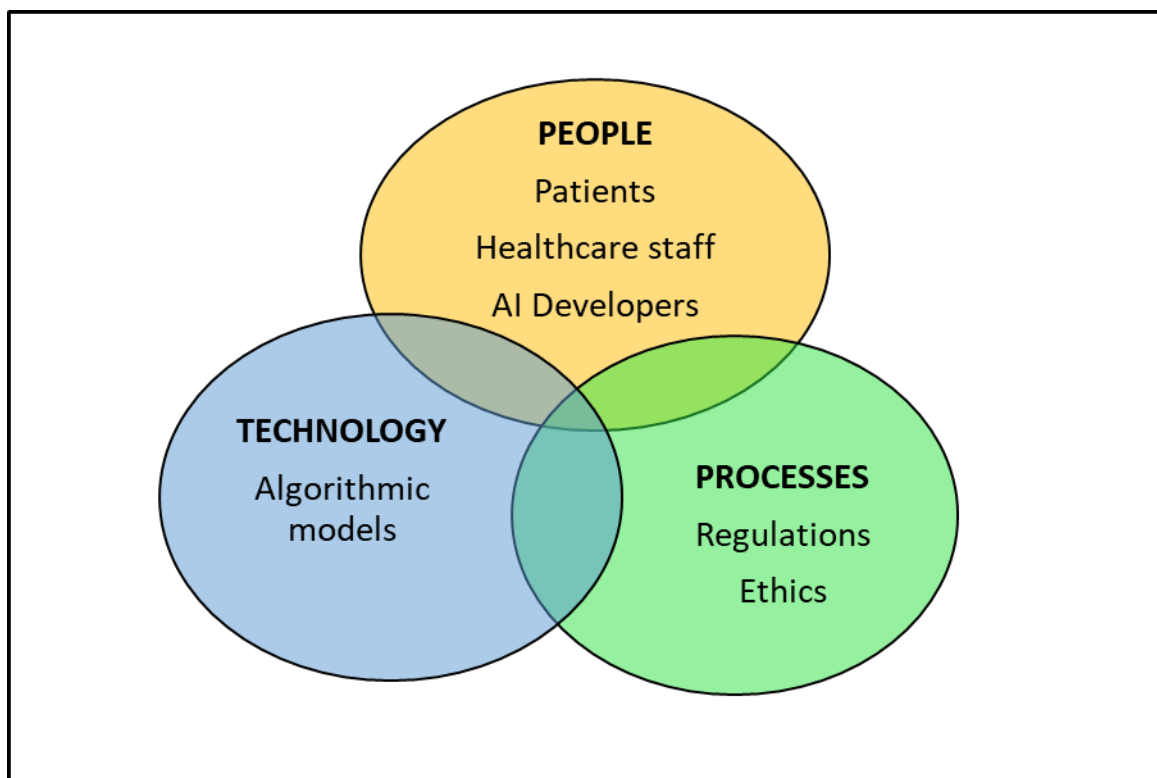 PEOPLE
Patients
Healthcare staff
AI Developers
TECHNOLOGY
Algorithmic
models
PROCESSES
Regulations
Ethics